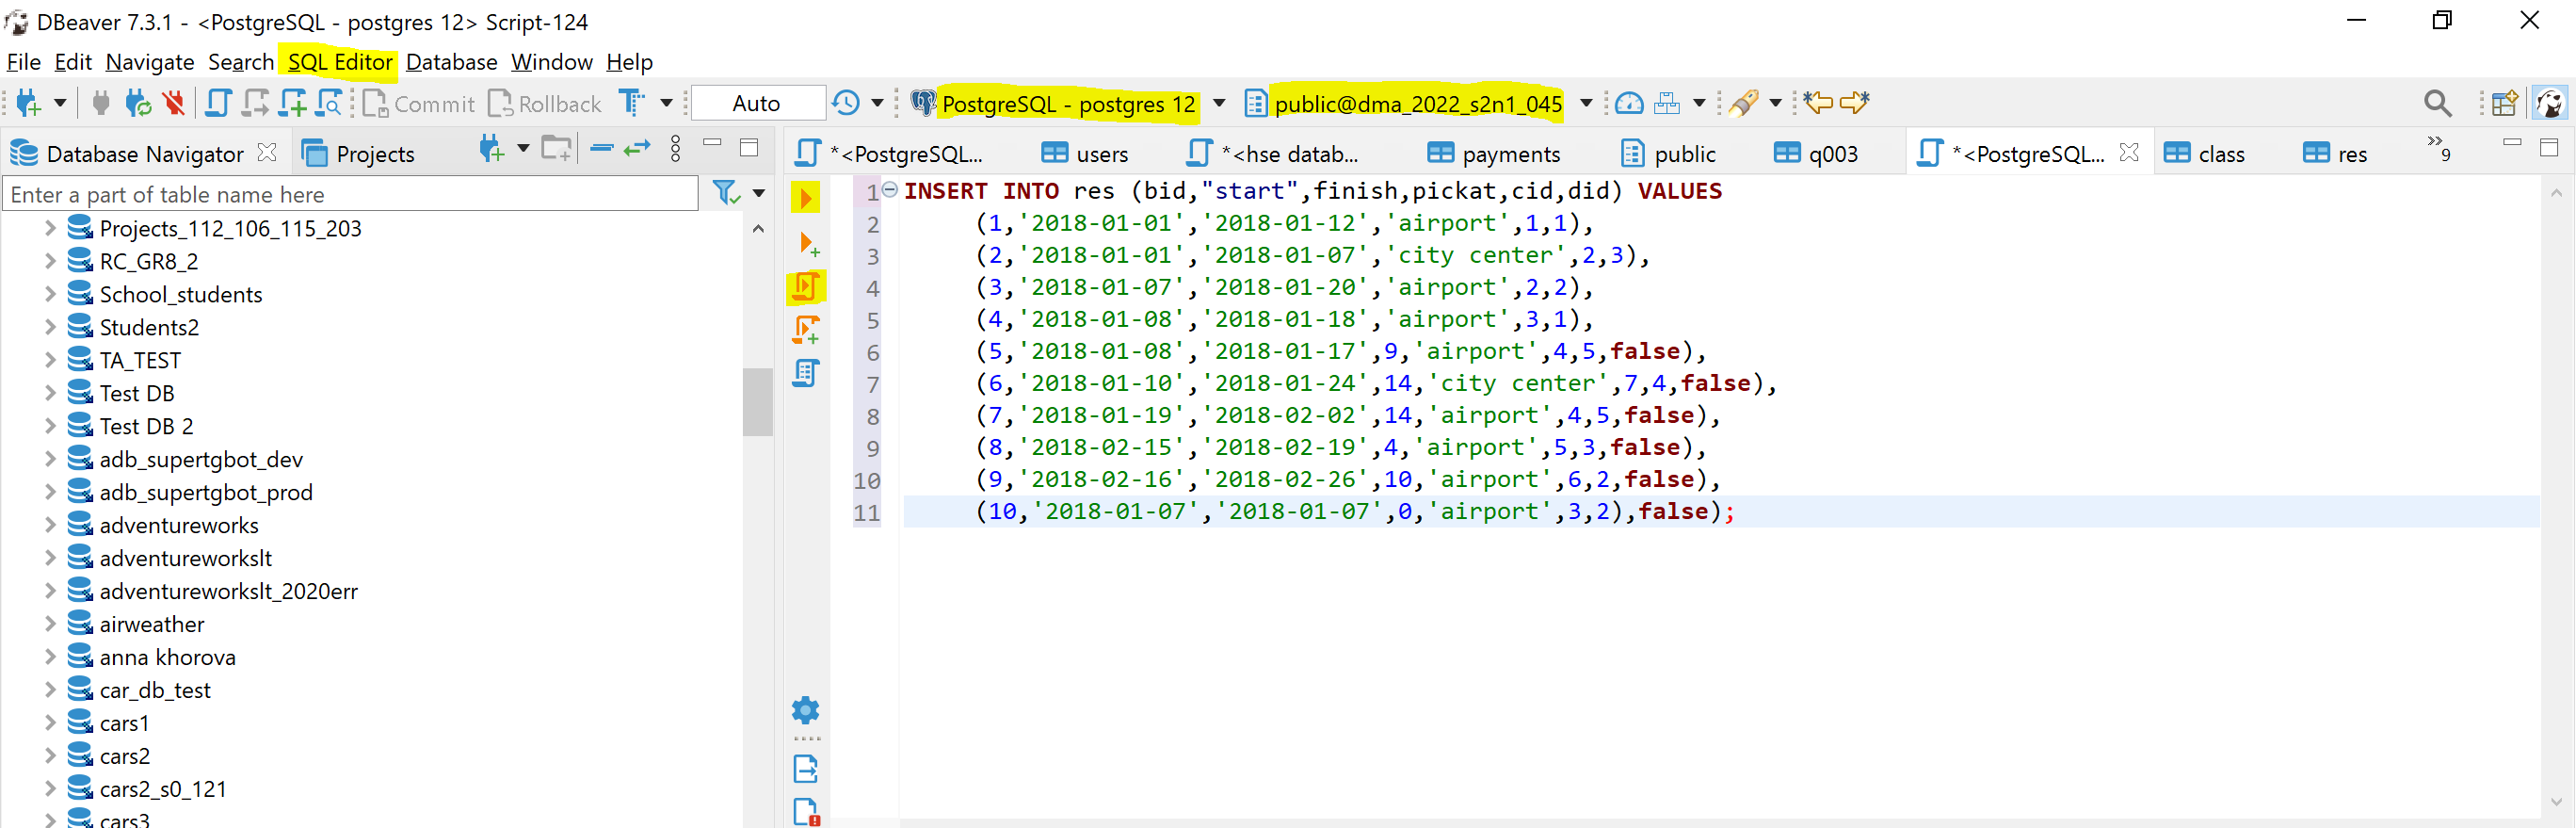 DBeaver 7.3.1 - <PostgreSQL - postgres 12> Script-124
File Edit Navigate Search SQL Editor Database Window Help
Commit Rollback T Auto PostgreSQL - postgres 12 public@dma_2022_s2n1_045
Database Navigator Projects
*<PostgreSQL... users *<hse datab... payments public q003 *<PostgreSQL... class res »9
Enter a part of table name here
Projects_112_106_115_203
RC_GR8_2
School_students
Students2
TA_TEST
Test DB
Test DB 2
adb_supertgbot_dev
adb_supertgbot_prod
adventureworks
adventureworkslt
adventureworkslt_2020err
airweather
anna khorova
car_db_test
cars1
cars2
cars2_s0_121
cars3
1 INSERT INTO res (bid,"start",finish,pickat,cid,did) VALUES
2 (1,'2018-01-01','2018-01-12','airport',1,1),
3 (2,'2018-01-01','2018-01-07','city center',2,3),
4 (3,'2018-01-07','2018-01-20','airport',2,2),
5 (4,'2018-01-08','2018-01-18','airport',3,1),
6 (5,'2018-01-08','2018-01-17',9,'airport',4,5,false),
7 (6,'2018-01-10','2018-01-24',14,'city center',7,4,false),
8 (7,'2018-01-19','2018-02-02',14,'airport',4,5,false),
9 (8,'2018-02-15','2018-02-19',4,'airport',5,3,false),
10 (9,'2018-02-16','2018-02-26',10,'airport',6,2,false),
11 (10,'2018-01-07','2018-01-07',0,'airport',3,2),false);